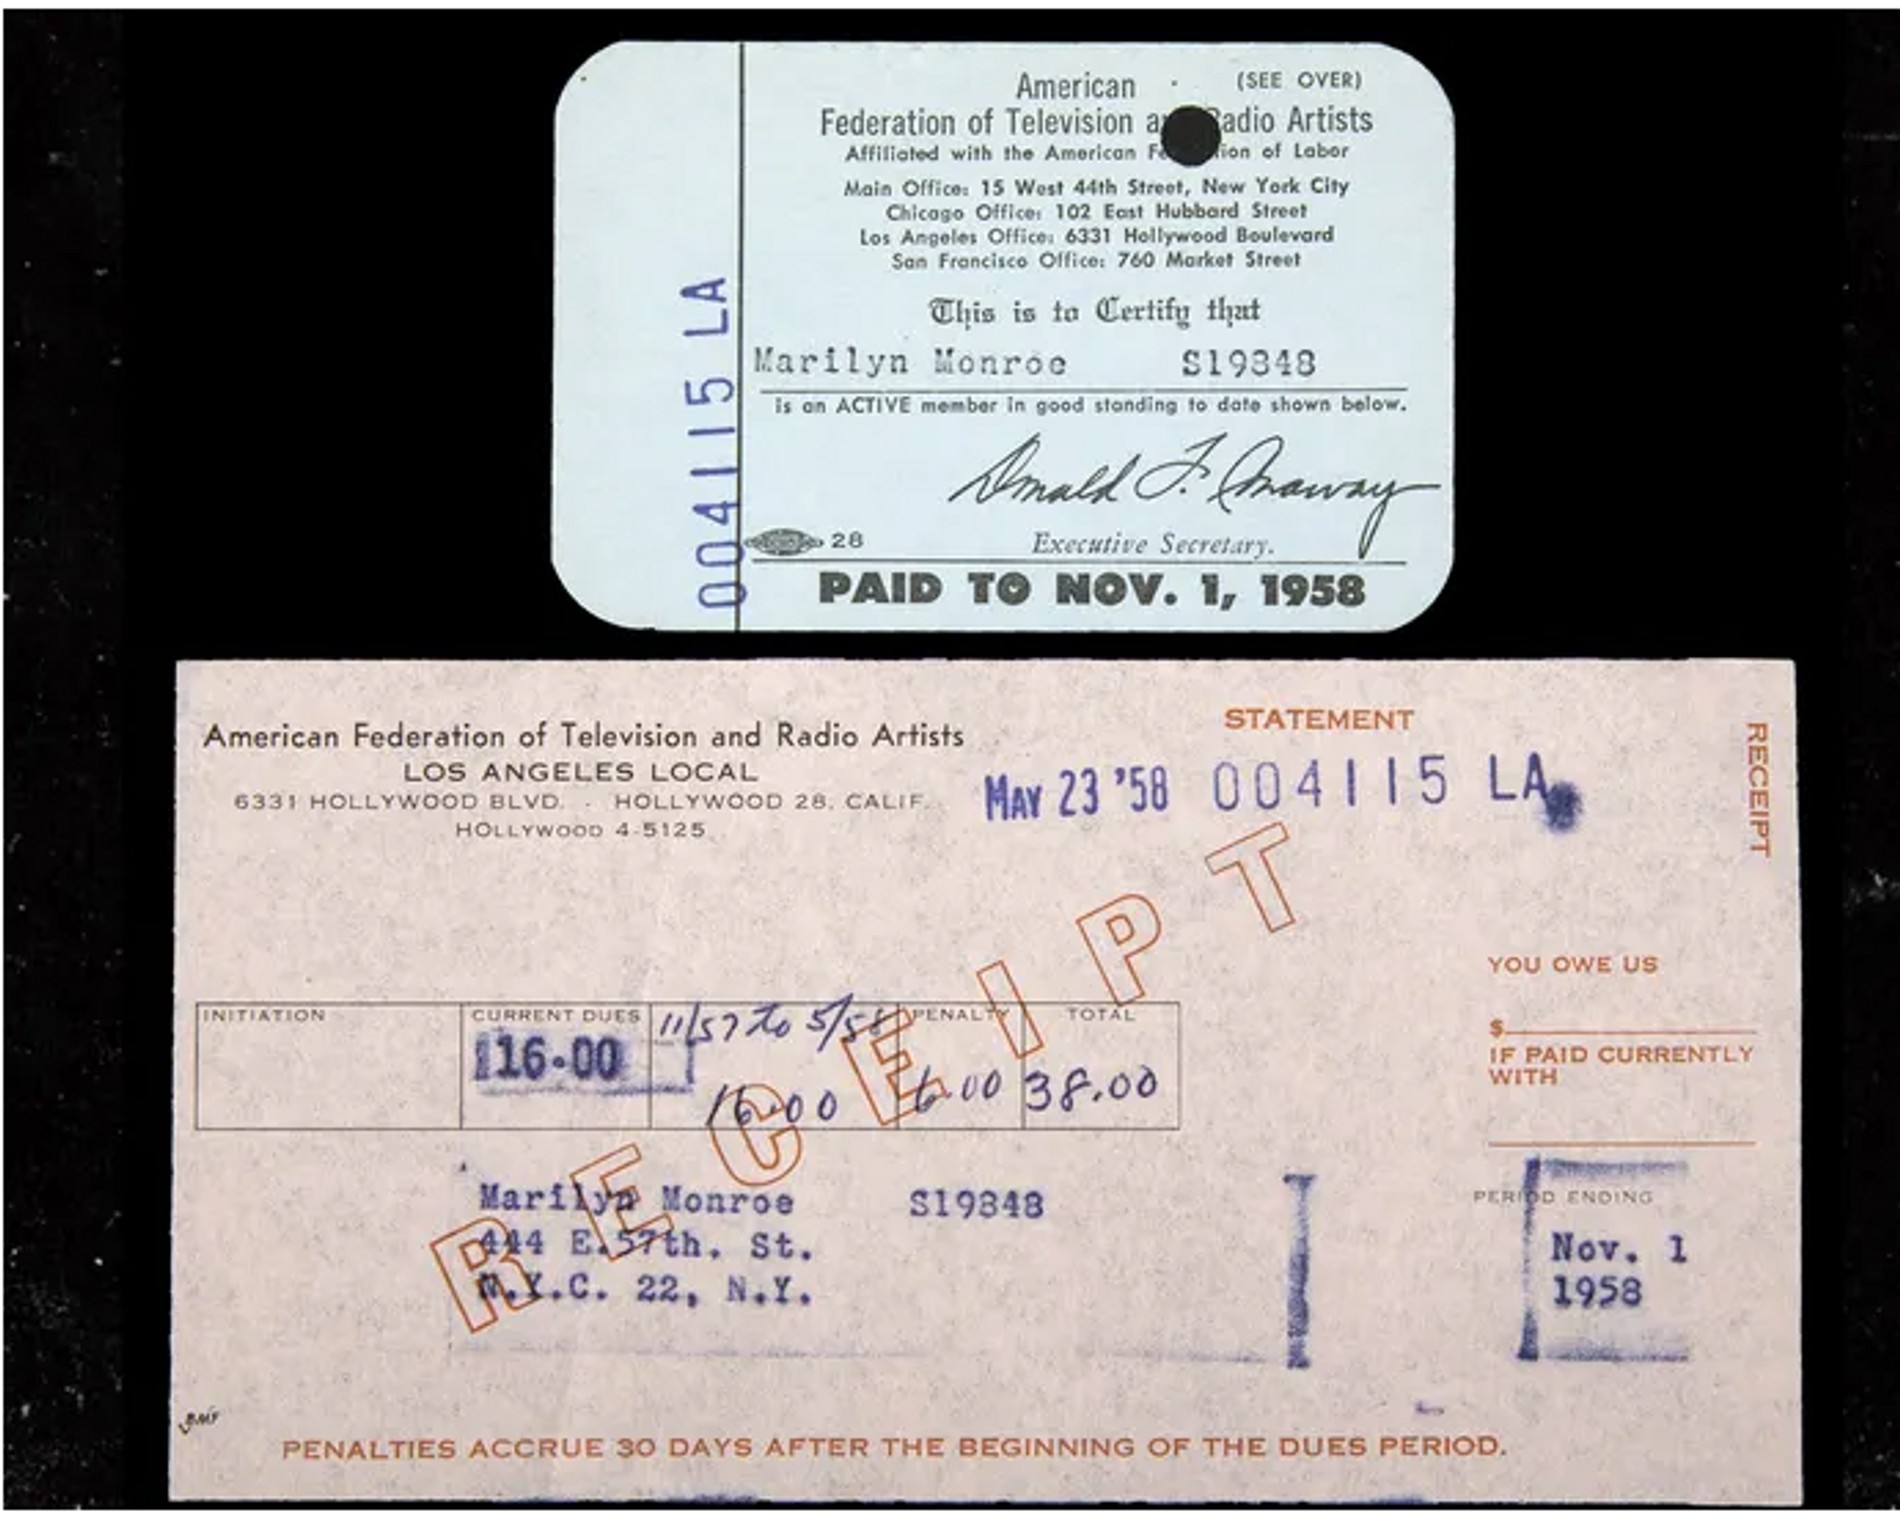 American (SEE OVER)
Federation of Television a Radio Artists
Affiliated with the American Fe ion of Labor
Main Office: 15 West 44th Street, New York City
Chicago Office: 102 East Hubbard Street
Los Angeles Office: 6331 Hollywood Boulevard
San Francisco Office: 760 Market Street
This is to Certify that
Marilyn Monroe S19848
is an ACTIVE member in good standing to date shown below.
Donald F. Conaway
28 Executive Secretary.
PAID TO NOV. 1, 1958
004115 LA
American Federation of Television and Radio Artists
LOS ANGELES LOCAL
6331 HOLLYWOOD BLVD. · HOLLYWOOD 28, CALIF.
HOLLYWOOD 4-5125
STATEMENT
MAY 23 '58 004115 LA
RECEIPT
RECEIPT
YOU OWE US
$
IF PAID CURRENTLY
WITH
INITIATION CURRENT DUES 11/57 to 5/58 PENALTY TOTAL
16.00 16.00 6.00 38.00
Marilyn Monroe S19848
444 E.57th. St.
N.Y.C. 22, N.Y.
PERIOD ENDING
Nov. 1
1958
BMF
PENALTIES ACCRUE 30 DAYS AFTER THE BEGINNING OF THE DUES PERIOD.